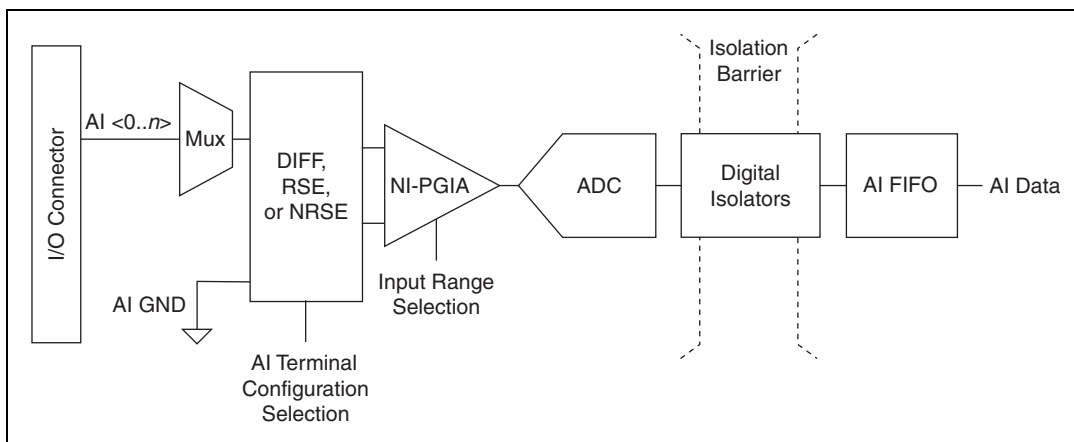 Isolation
Barrier
I/O Connector
AI <0..n>
Mux
DIFF,
RSE,
or NRSE
NI-PGIA
ADC
Digital
Isolators
AI FIFO
AI Data
AI GND
Input Range
Selection
AI Terminal
Configuration
Selection